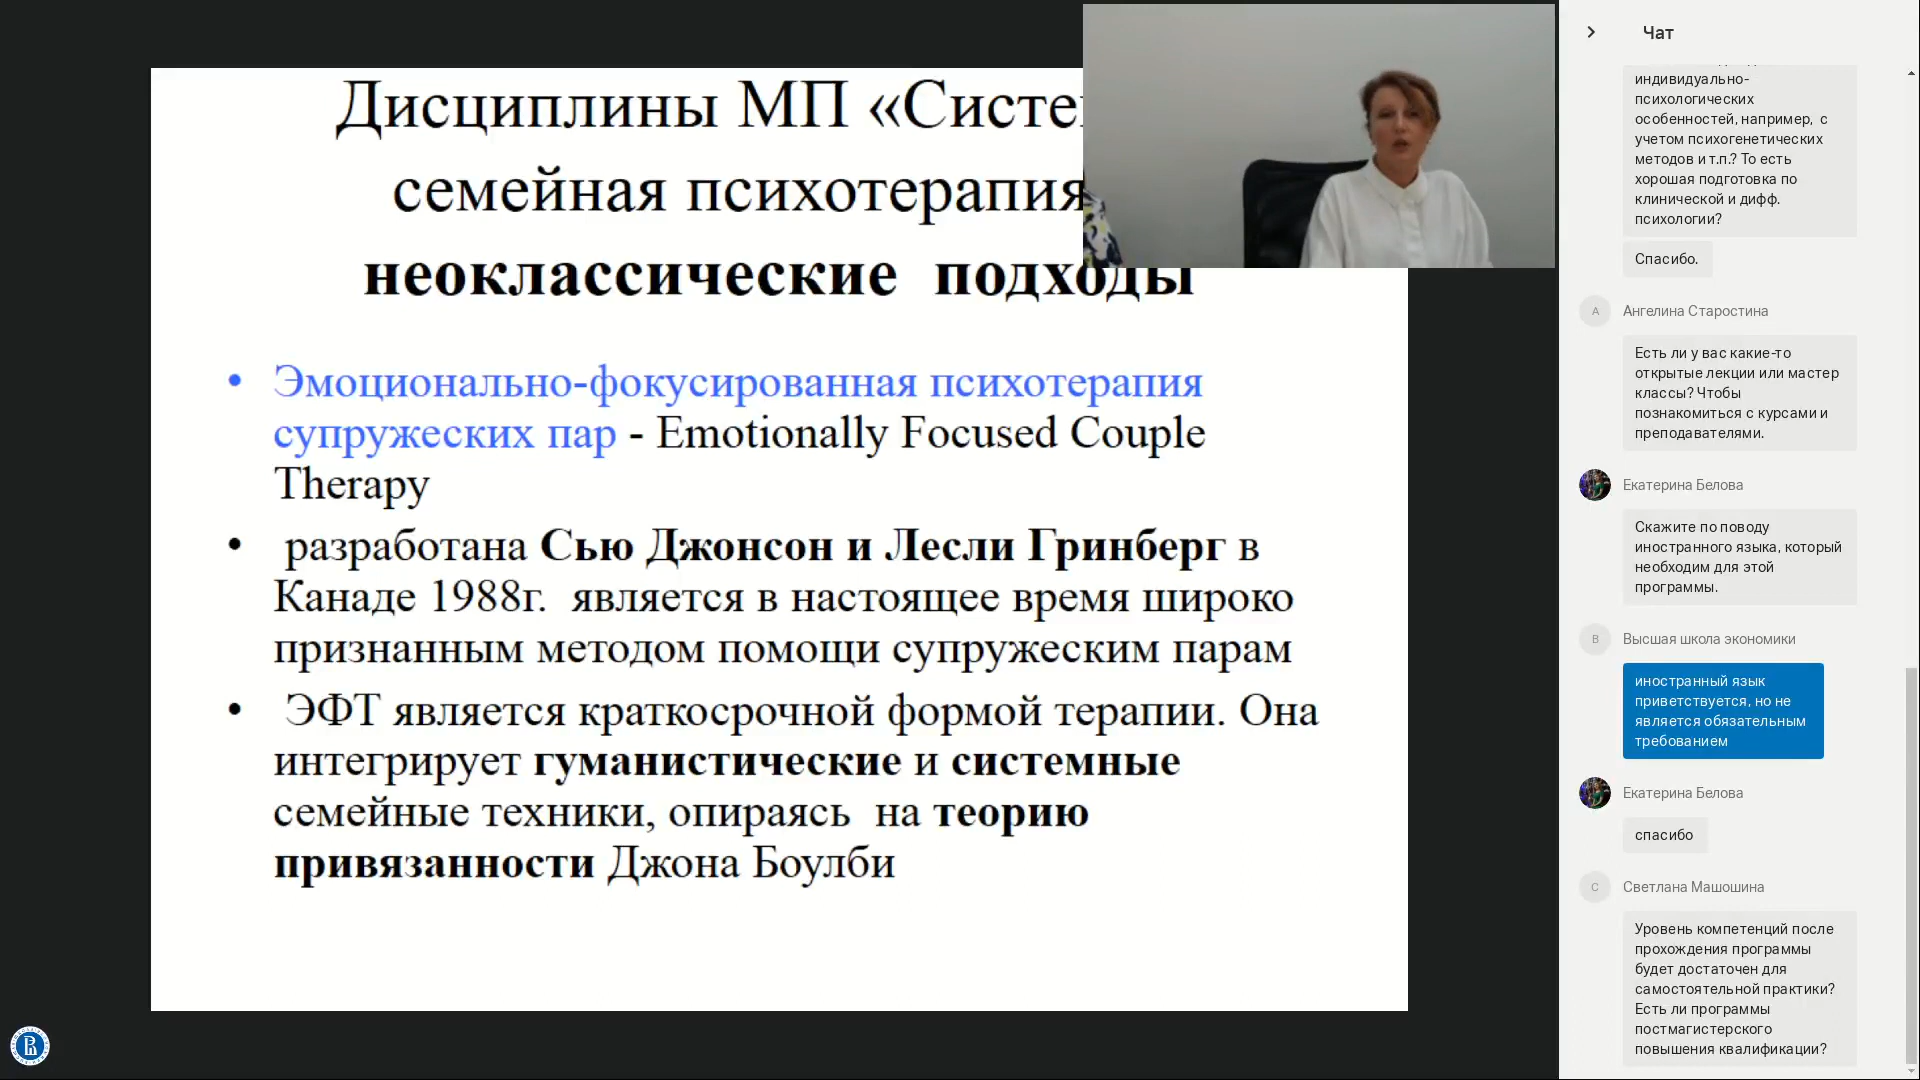 Дисциплины МП «Систе
семейная психотерапия
неоклассические подходы
• Эмоционально-фокусированная психотерапия
супружеских пар - Emotionally Focused Couple
Therapy
• разработана Сью Джонсон и Лесли Гринберг в
Канаде 1988г. является в настоящее время широко
признанным методом помощи супружеским парам
• ЭФТ является краткосрочной формой терапии. Она
интегрирует гуманистические и системные
семейные техники, опираясь на теорию
привязанности Джона Боулби
Чат
индивидуально-
психологических
особенностей, например, с
учетом психогенетических
методов и т.п.? То есть
хорошая подготовка по
клинической и дифф.
психологии?
Спасибо.
А
Ангелина Старостина
Есть ли у вас какие-то
открытые лекции или мастер
классы? Чтобы
познакомиться с курсами и
преподавателями.
Екатерина Белова
Скажите по поводу
иностранного языка, который
необходим для этой
программы.
В
Высшая школа экономики
иностранный язык
приветствуется, но не
является обязательным
требованием
Екатерина Белова
спасибо
С
Светлана Машошина
Уровень компетенций после
прохождения программы
будет достаточен для
самостоятельной практики?
Есть ли программы
постмагистерского
повышения квалификации?